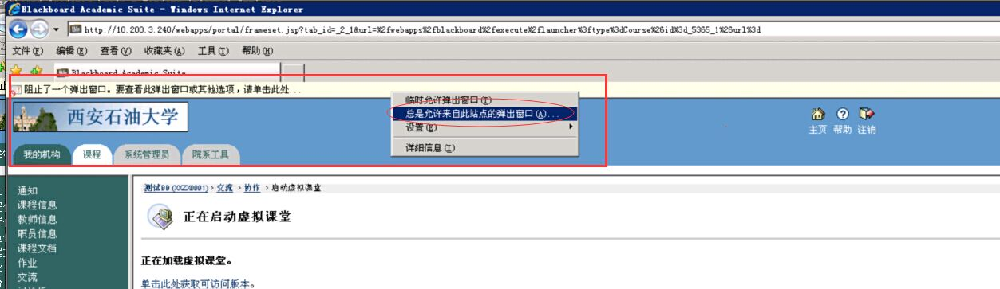 Blackboard Academic Suite - Windows Internet Explorer
http://10.200.3.240/webapps/portal/frameset.jsp?tab_id=_2_1&url=%2fwebapps%2fblackboard%2fexecute%2flauncher%3ftype%3dCourse%26id%3d_5365_1%26url%3d
文件(F) 编辑(E) 查看(V) 收藏夹(A) 工具(T) 帮助(H)
Blackboard Academic Suite
阻止了一个弹出窗口。要查看此弹出窗口或其他选项，请单击此处...
临时允许弹出窗口(T)
总是允许来自此站点的弹出窗口(A)...
设置(E)
详细信息(I)
西安石油大学
主页 帮助 注销
我的机构 课程 系统管理员 院系工具
通知
课程信息
教师信息
职员信息
课程文档
作业
交流
测试BB (XXZX0001) > 交流 > 协作 > 启动虚拟课堂
正在启动虚拟课堂
正在加载虚拟课堂。
单击此处获取可访问版本。